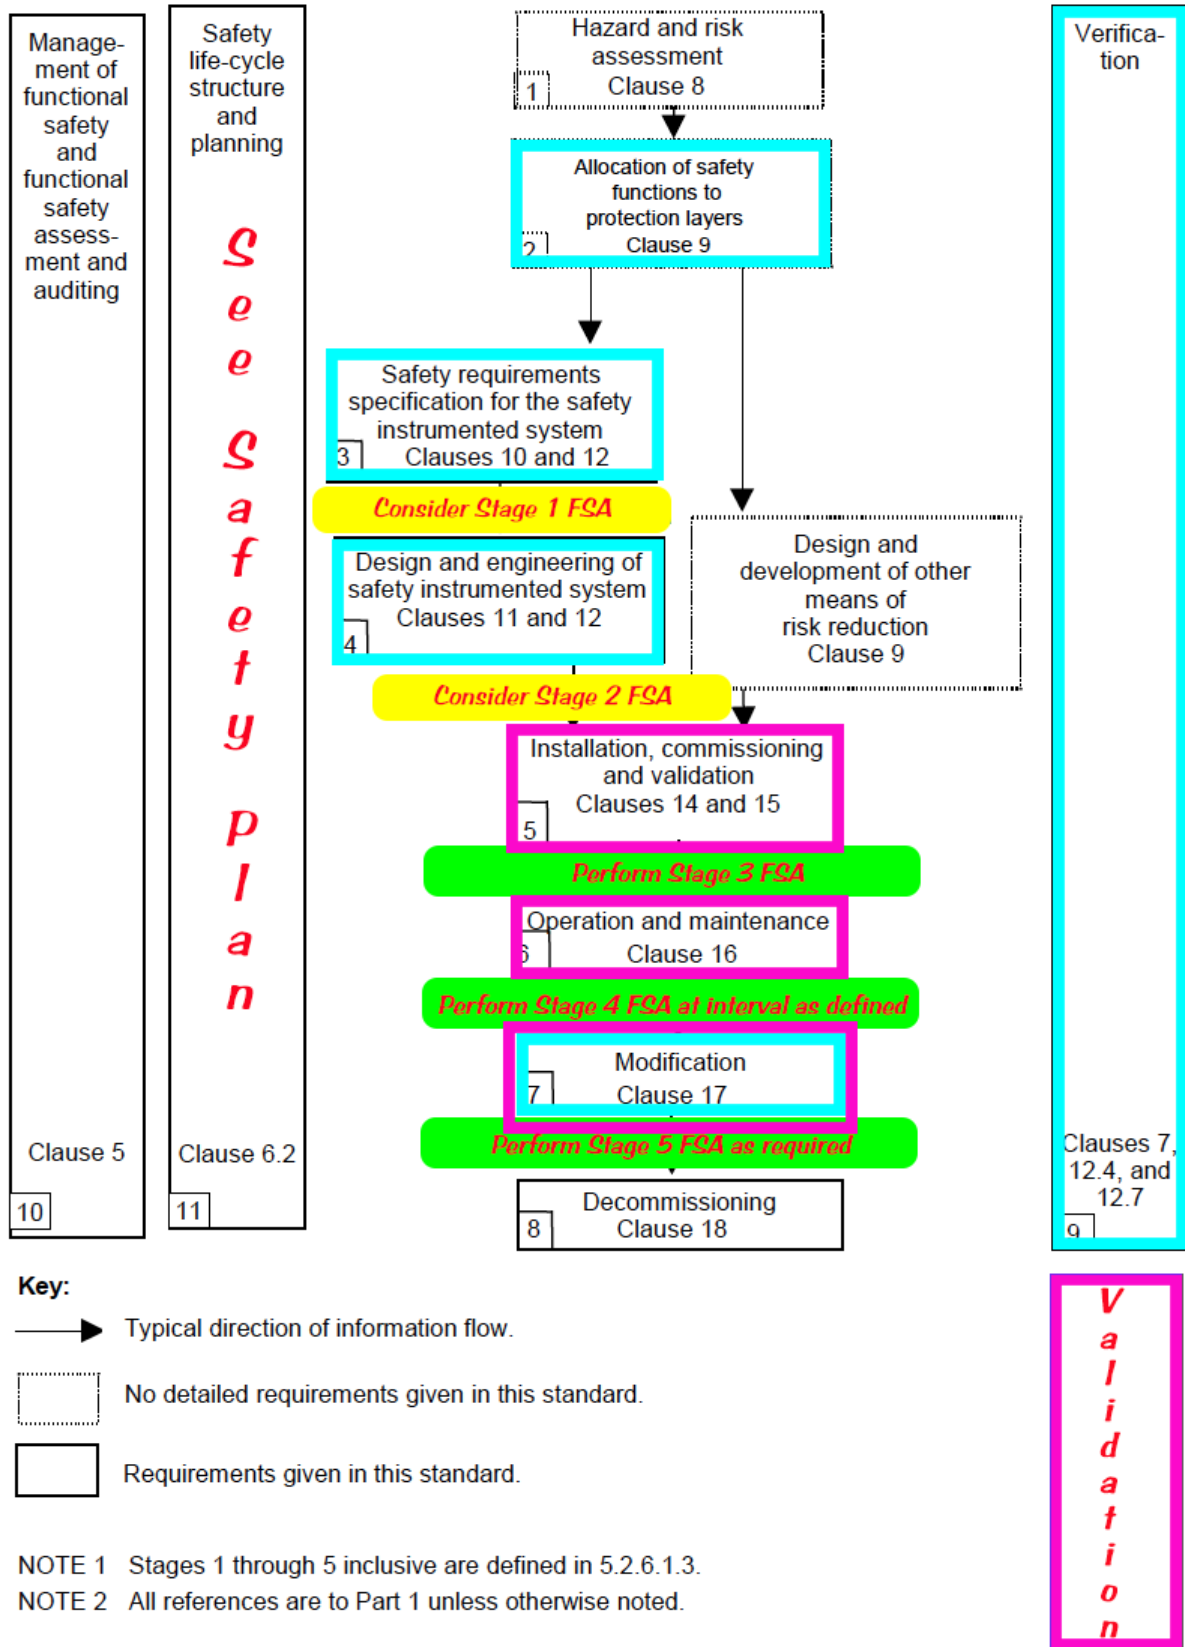 Manage-
ment of
functional
safety
and
functional
safety
assess-
ment and
auditing
Clause 5
10
Safety
life-cycle
structure
and
planning
See Safety plan
Clause 6.2
11
Hazard and risk
assessment
Clause 8
1
Allocation of safety
functions to
protection layers
Clause 9
2
Safety requirements
specification for the safety
instrumented system
Clauses 10 and 12
3
Consider Stage 1 FSA
Design and engineering of
safety instrumented system
Clauses 11 and 12
4
Design and
development of other
means of
risk reduction
Clause 9
Consider Stage 2 FSA
Installation, commissioning
and validation
Clauses 14 and 15
5
Perform Stage 3 FSA
Operation and maintenance
Clause 16
6
Perform Stage 4 FSA at interval as defined
Modification
Clause 17
7
Perform Stage 5 FSA as required
Decommissioning
Clause 18
8
Verifica-
tion
Clauses 7,
12.4, and
12.7
9
Key:
Typical direction of information flow.
No detailed requirements given in this standard.
Requirements given in this standard.
NOTE 1 Stages 1 through 5 inclusive are defined in 5.2.6.1.3.
NOTE 2 All references are to Part 1 unless otherwise noted.
Validation